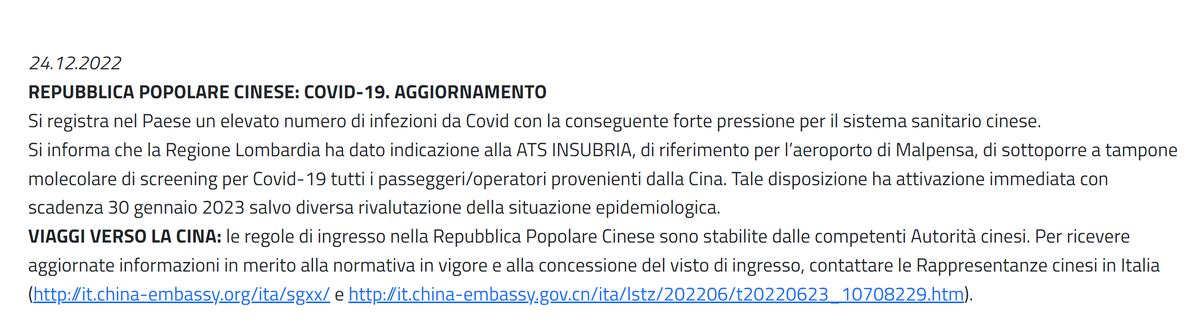 24.12.2022
REPUBBLICA POPOLARE CINESE: COVID-19. AGGIORNAMENTO
Si registra nel Paese un elevato numero di infezioni da Covid con la conseguente forte pressione per il sistema sanitario cinese.
Si informa che la Regione Lombardia ha dato indicazione alla ATS INSUBRIA, di riferimento per l’aeroporto di Malpensa, di sottoporre a tampone
molecolare di screening per Covid-19 tutti i passeggeri/operatori provenienti dalla Cina. Tale disposizione ha attivazione immediata con
scadenza 30 gennaio 2023 salvo diversa rivalutazione della situazione epidemiologica.
VIAGGI VERSO LA CINA: le regole di ingresso nella Repubblica Popolare Cinese sono stabilite dalle competenti Autorità cinesi. Per ricevere
aggiornate informazioni in merito alla normativa in vigore e alla concessione del visto di ingresso, contattare le Rappresentanze cinesi in Italia
(http://it.china-embassy.org/ita/sgxx/ e http://it.china-embassy.gov.cn/ita/lstz/202206/t20220623_10708229.htm).